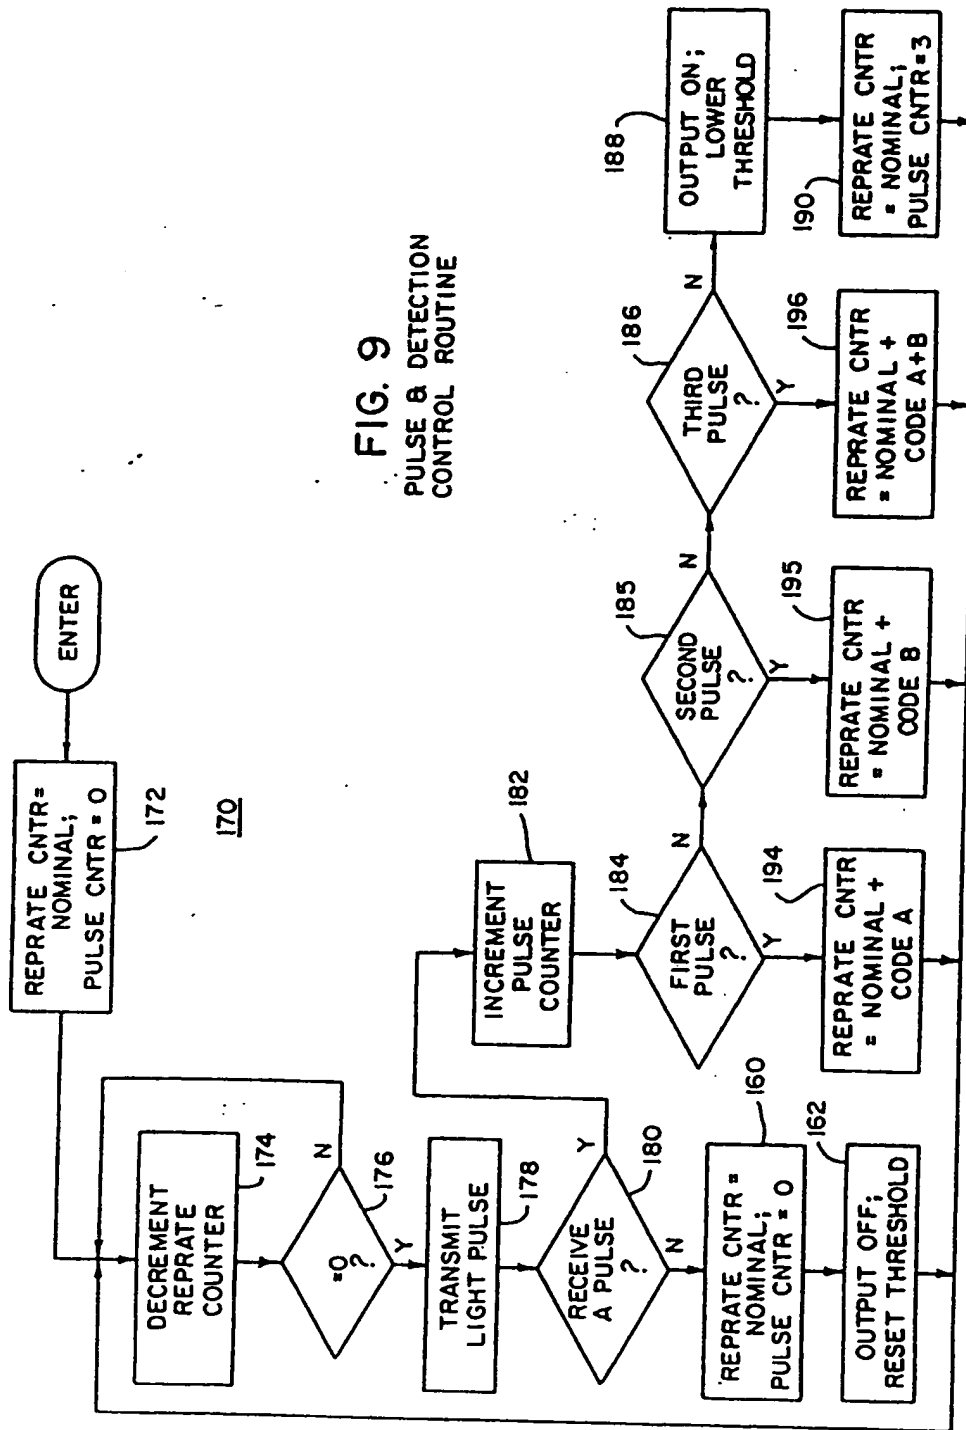 FIG. 9
PULSE & DETECTION
CONTROL ROUTINE
ENTER
REPRATE CNTR=
NOMINAL;
PULSE CNTR = 0
172
170
DECREMENT
REPRATE
COUNTER
174
=0
?
N
Y
176
TRANSMIT
LIGHT PULSE
178
RECEIVE
A PULSE
?
Y
N
180
REPRATE CNTR=
NOMINAL;
PULSE CNTR = 0
160
OUTPUT OFF;
RESET THRESHOLD
162
INCREMENT
PULSE
COUNTER
182
FIRST
PULSE
?
N
Y
184
REPRATE CNTR
= NOMINAL +
CODE A
194
SECOND
PULSE
?
N
Y
185
REPRATE CNTR
= NOMINAL +
CODE B
195
THIRD
PULSE
?
N
Y
186
REPRATE CNTR
= NOMINAL +
CODE A+B
196
OUTPUT ON;
LOWER
THRESHOLD
188
REPRATE CNTR
= NOMINAL;
PULSE CNTR=3
190